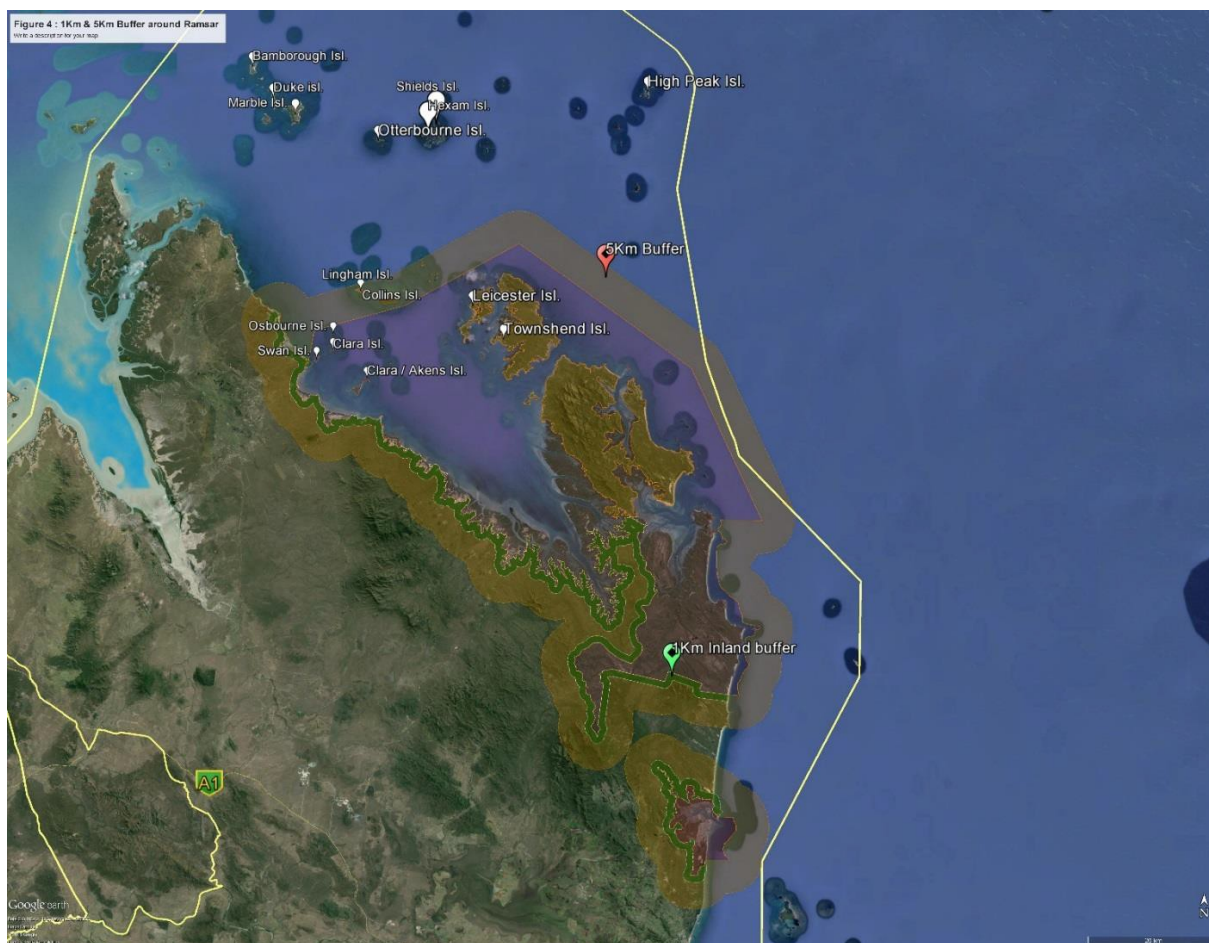 Figure 4 : 1Km & 5Km Buffer around Ramsar
Write a description for your map
Bamborough Isl.
Duke isl.
Marble Isl.
Shields Isl.
Hexam Isl.
Otterbourne Isl.
High Peak Isl.
5Km Buffer
Lingham Isl.
Collins Isl.
Leicester Isl.
Osbourne Isl.
Townshend Isl.
Clara Isl.
Swan Isl.
Clara / Akens Isl.
1Km Inland buffer
A1
Google earth
N
20 km